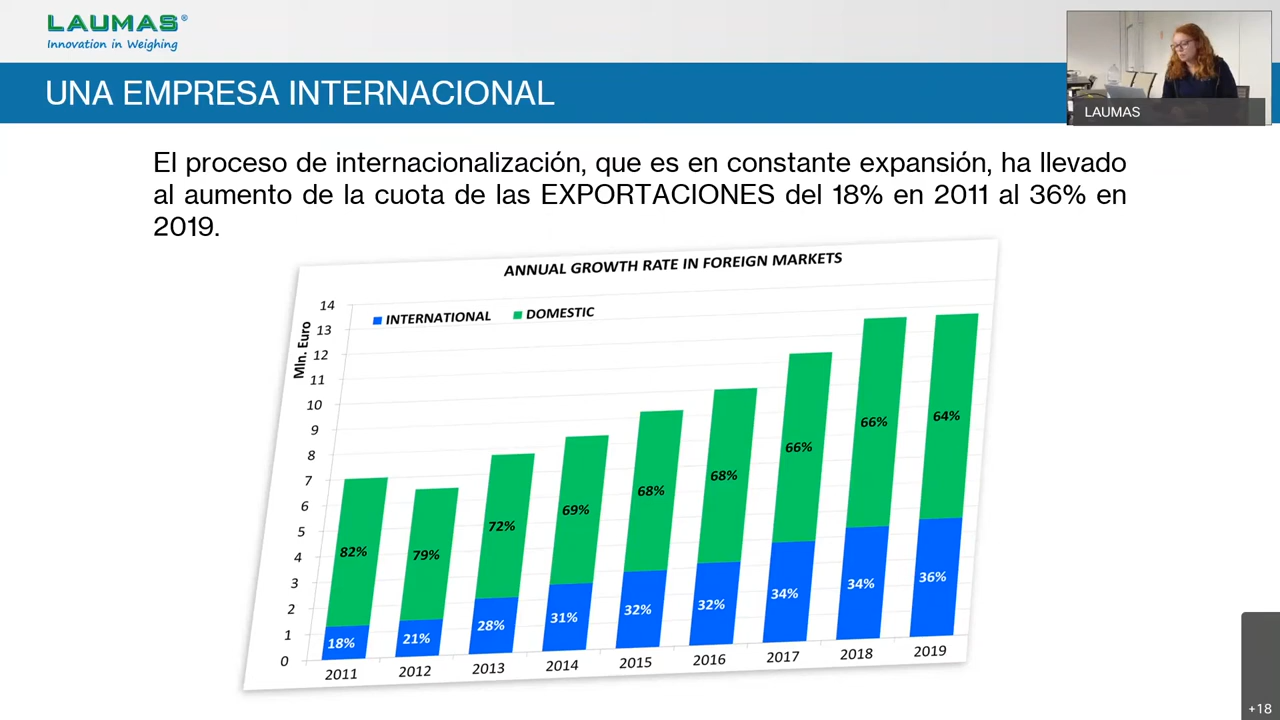 LAUMAS®
Innovation in Weighing
UNA EMPRESA INTERNACIONAL
LAUMAS
El proceso de internacionalización, que es en constante expansión, ha llevado
al aumento de la cuota de las EXPORTACIONES del 18% en 2011 al 36% en
2019.
ANNUAL GROWTH RATE IN FOREIGN MARKETS
INTERNATIONAL DOMESTIC
Mln. Euro
14
13
12
11
10
9
8
7
6
5
4
3
2
1
0
82% 79% 72% 69% 68% 68% 66% 66% 64%
18% 21% 28% 31% 32% 32% 34% 34% 36%
2011 2012 2013 2014 2015 2016 2017 2018 2019
+18